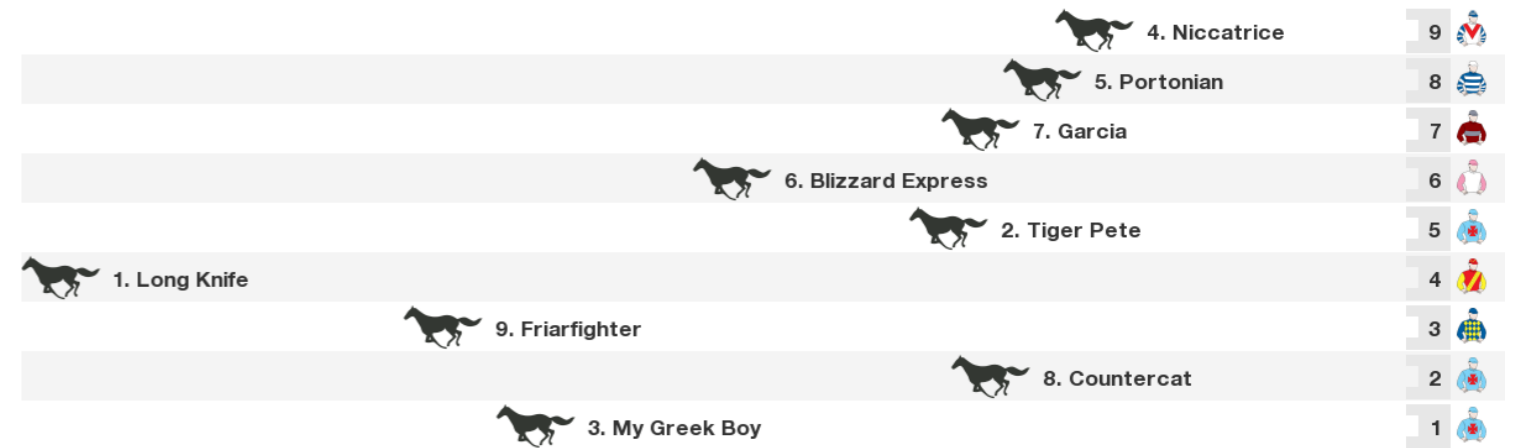 4. Niccatrice 9
5. Portonian 8
7. Garcia 7
6. Blizzard Express 6
2. Tiger Pete 5
1. Long Knife 4
9. Friarfighter 3
8. Countercat 2
3. My Greek Boy 1